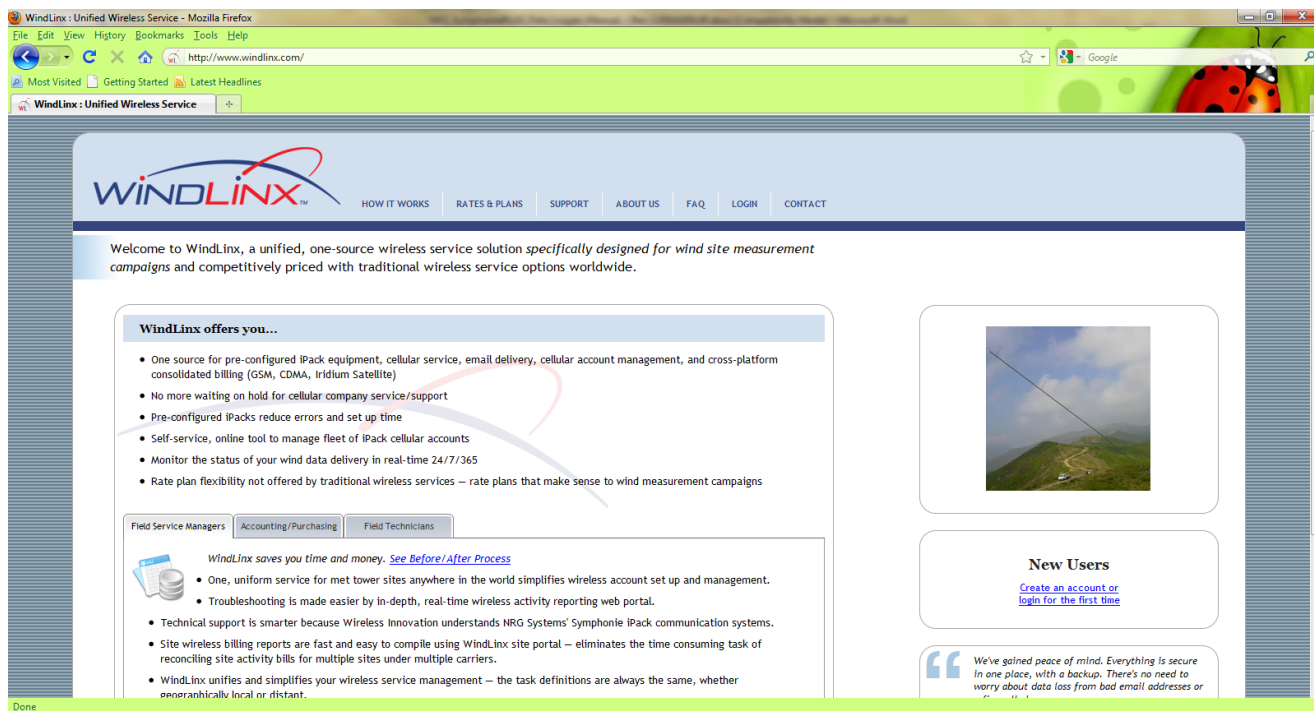 WindLinx : Unified Wireless Service - Mozilla Firefox
File Edit View History Bookmarks Tools Help
http://www.windlinx.com/
Google
Most Visited Getting Started Latest Headlines
WindLinx : Unified Wireless Service
WiNDLiNX TM
HOW IT WORKS RATES & PLANS SUPPORT ABOUT US FAQ LOGIN CONTACT
Welcome to WindLinx, a unified, one-source wireless service solution specifically designed for wind site measurement
campaigns and competitively priced with traditional wireless service options worldwide.
WindLinx offers you...
• One source for pre-configured iPack equipment, cellular service, email delivery, cellular account management, and cross-platform
consolidated billing (GSM, CDMA, Iridium Satellite)
• No more waiting on hold for cellular company service/support
• Pre-configured iPacks reduce errors and set up time
• Self-service, online tool to manage fleet of iPack cellular accounts
• Monitor the status of your wind data delivery in real-time 24/7/365
• Rate plan flexibility not offered by traditional wireless services — rate plans that make sense to wind measurement campaigns
Field Service Managers Accounting/Purchasing Field Technicians
WindLinx saves you time and money. See Before/After Process
• One, uniform service for met tower sites anywhere in the world simplifies wireless account set up and management.
• Troubleshooting is made easier by in-depth, real-time wireless activity reporting web portal.
• Technical support is smarter because Wireless Innovation understands NRG Systems' Symphonie iPack communication systems.
• Site wireless billing reports are fast and easy to compile using WindLinx site portal — eliminates the time consuming task of
reconciling site activity bills for multiple sites under multiple carriers.
• WindLinx unifies and simplifies your wireless service management — the task definitions are always the same, whether
geographically local or distant.
New Users
Create an account or
login for the first time
We've gained peace of mind. Everything is secure
in one place, with a backup. There's no need to
worry about data loss from bad email addresses or
Done